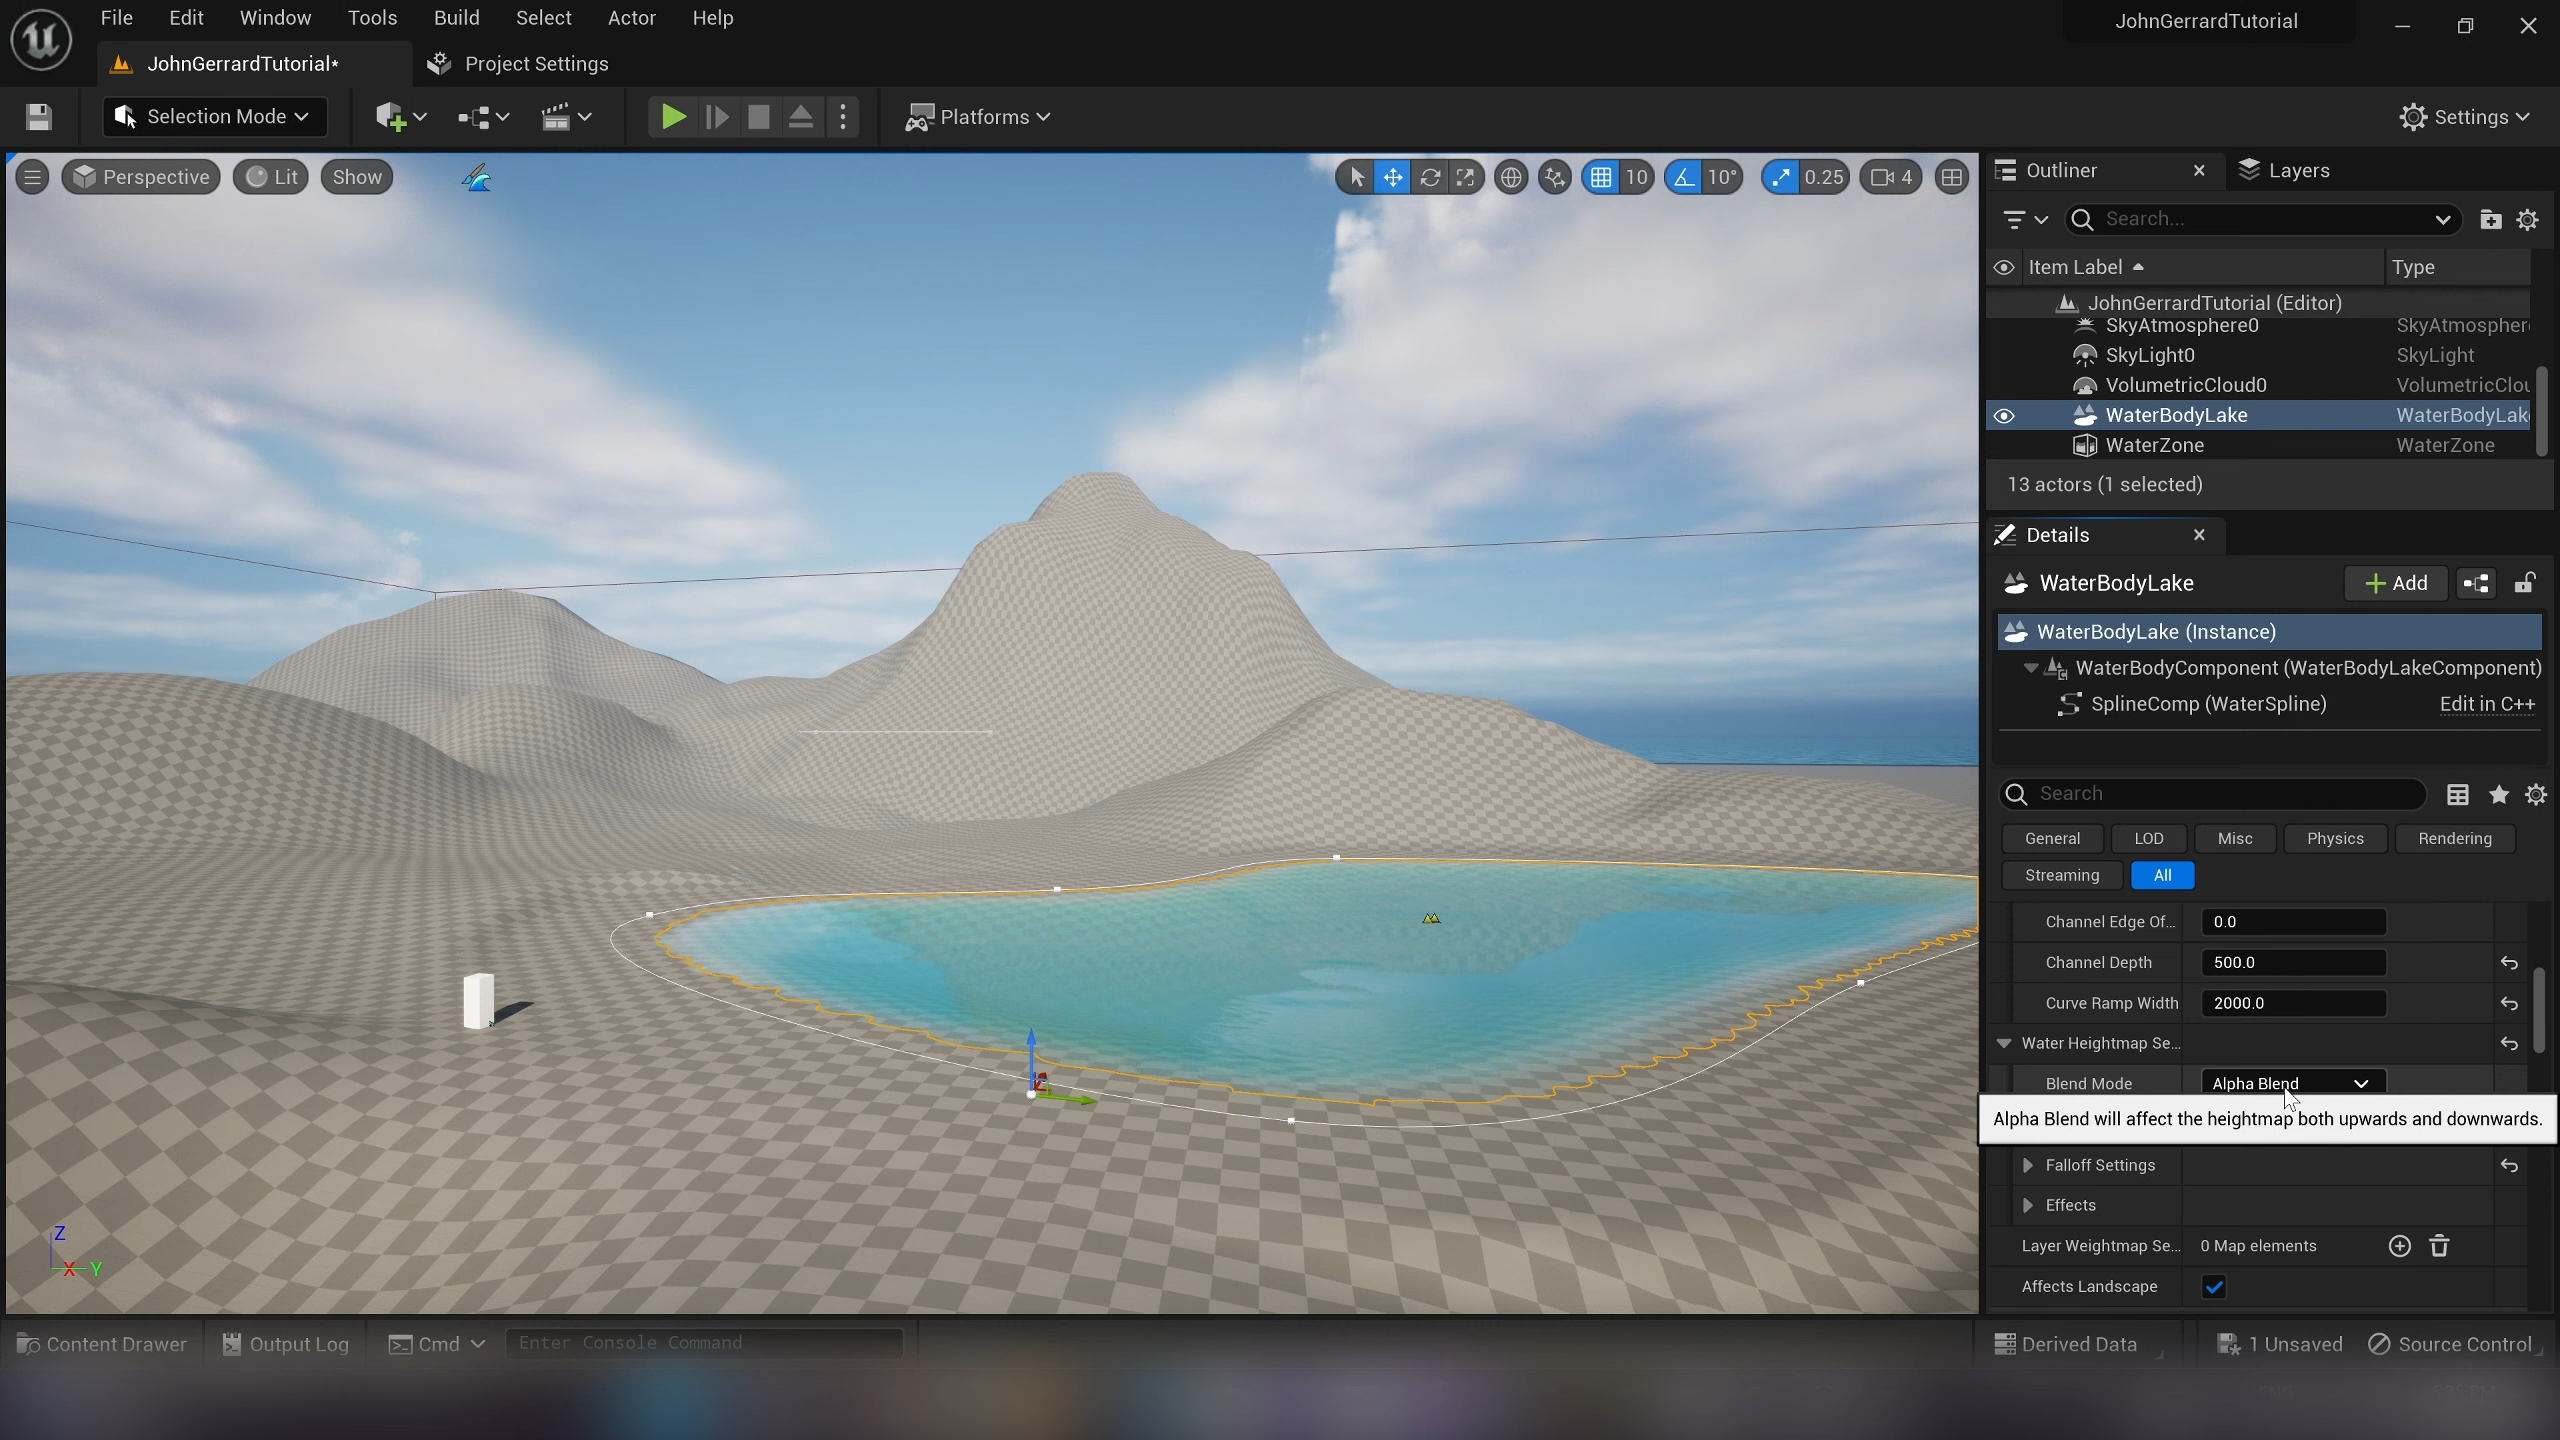 File Edit Window Tools Build Select Actor Help
JohnGerrardTutorial
JohnGerrardTutorial*
Project Settings
Selection Mode
Platforms
Settings
Perspective
Lit
Show
10
10°
0.25
4
Outliner
Layers
Search...
Item Label
Type
JohnGerrardTutorial (Editor)
SkyAtmosphere0 SkyAtmospher
SkyLight0 SkyLight
VolumetricCloud0 VolumetricClou
WaterBodyLake WaterBodyLak
WaterZone WaterZone
13 actors (1 selected)
Details
WaterBodyLake
Add
WaterBodyLake (Instance)
WaterBodyComponent (WaterBodyLakeComponent)
SplineComp (WaterSpline) Edit in C++
Search
General LOD Misc Physics Rendering
Streaming All
Channel Edge Of... 0.0
Channel Depth 500.0
Curve Ramp Width 2000.0
Water Heightmap Se...
Blend Mode Alpha Blend
Alpha Blend will affect the heightmap both upwards and downwards.
Falloff Settings
Effects
Layer Weightmap Se... 0 Map elements
Affects Landscape
Z
X Y
Content Drawer
Output Log
Cmd
Enter Console Command
Derived Data
1 Unsaved
Source Control